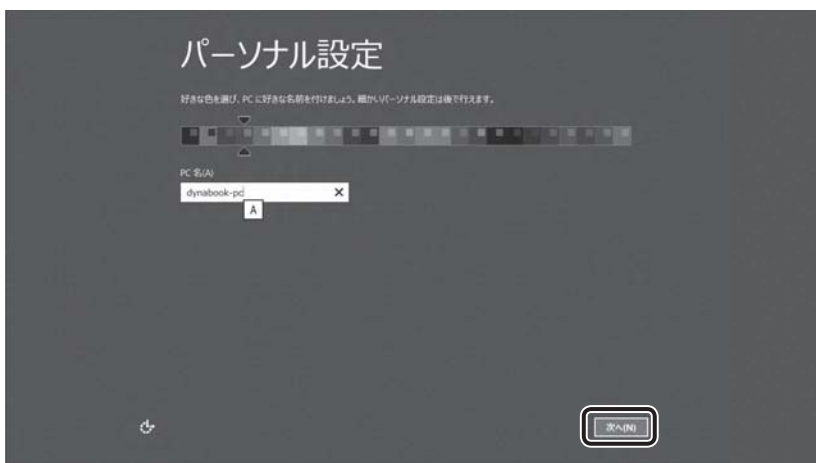 パーソナル設定
好きな色を選び、PC に好きな名前を付けましょう。細かいパーソナル設定は後で行えます。
PC 名(A)
dynabook-pc
A
次へ(N)